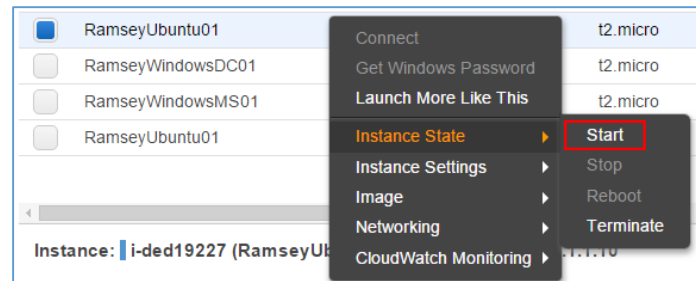 RamseyUbuntu01 t2.micro
RamseyWindowsDC01 t2.micro
RamseyWindowsMS01 t2.micro
RamseyUbuntu01
Connect
Get Windows Password
Launch More Like This
Instance State
Instance Settings
Image
Networking
CloudWatch Monitoring
Start
Stop
Reboot
Terminate
Instance: i-ded19227 (RamseyUb